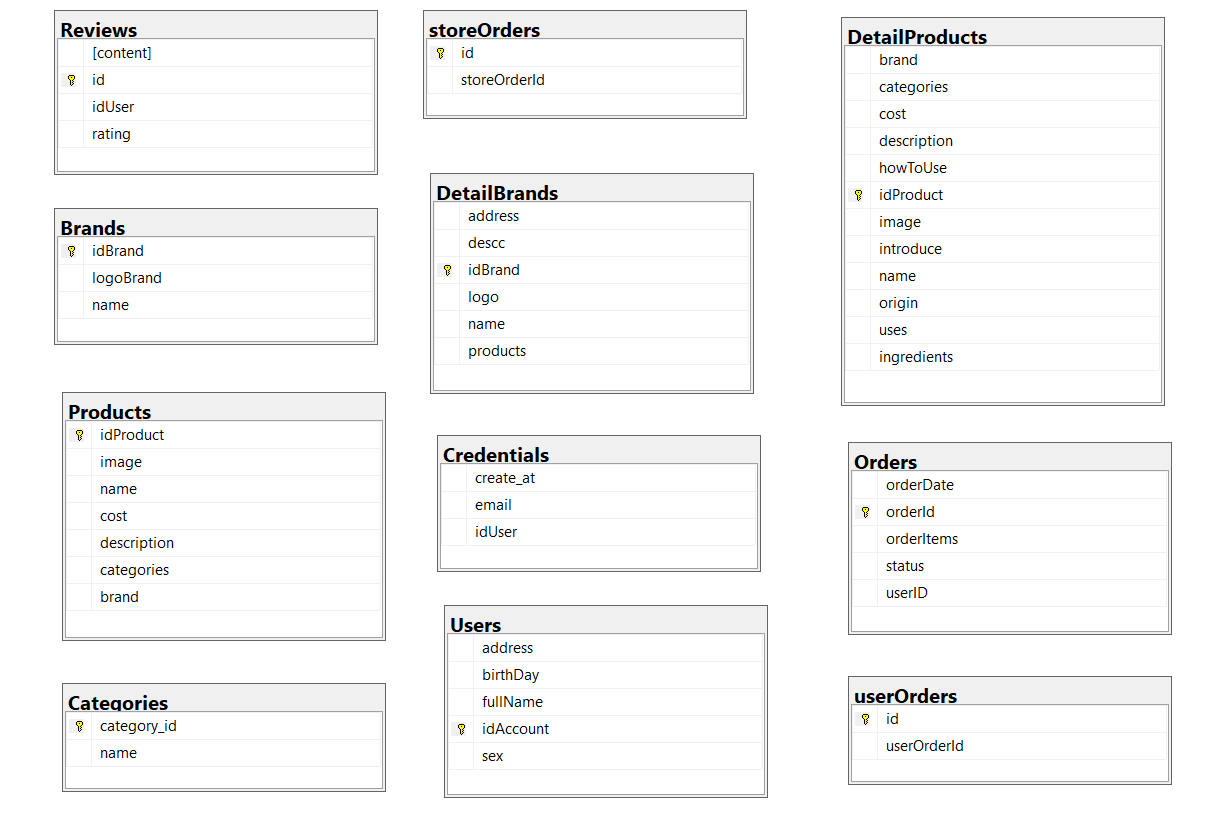 Reviews
[content]
id
idUser
rating
Brands
idBrand
logoBrand
name
Products
idProduct
image
name
cost
description
categories
brand
Categories
category_id
name
storeOrders
id
storeOrderId
DetailBrands
address
descc
idBrand
logo
name
products
Credentials
create_at
email
idUser
Users
address
birthDay
fullName
idAccount
sex
DetailProducts
brand
categories
cost
description
howToUse
idProduct
image
introduce
name
origin
uses
ingredients
Orders
orderDate
orderId
orderItems
status
userID
userOrders
id
userOrderId